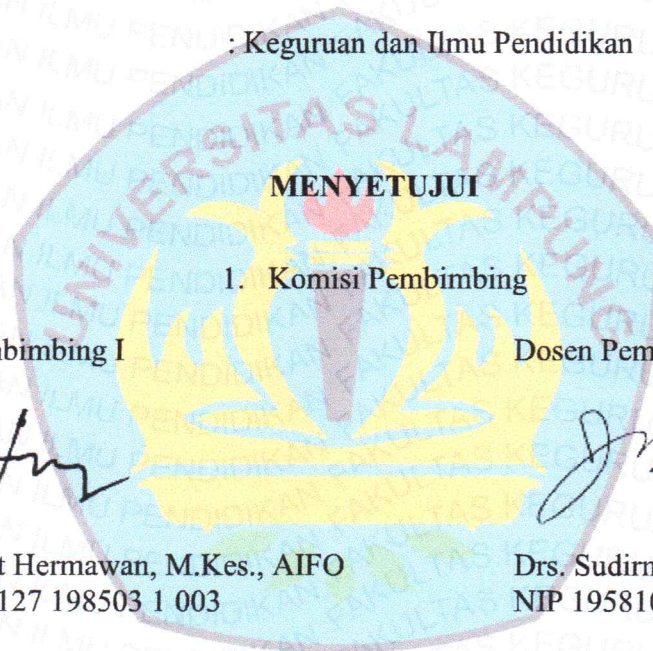 : Keguruan dan Ilmu Pendidikan
UNIVERSITAS LAMPUNG
MENYETUJUI
1. Komisi Pembimbing
nbimbing I
Dosen Pem
t Hermawan, M.Kes., AIFO
Drs. Sudirn
127 198503 1 003
NIP 195810